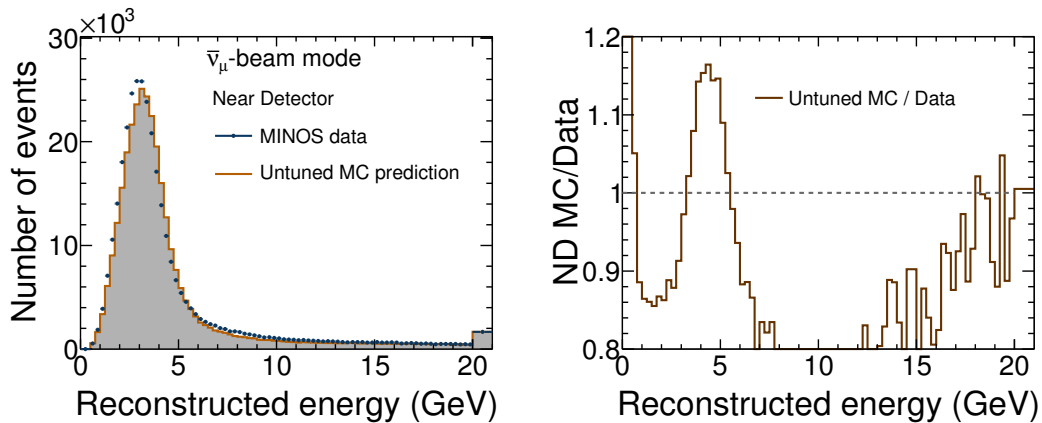 ×10³
30
20
10
0
Number of events
ν̄μ-beam mode
Near Detector
MINOS data
Untuned MC prediction
0 5 10 15 20
Reconstructed energy (GeV)
1.2
1.1
1
0.9
0.8
ND MC/Data
Untuned MC / Data
0 5 10 15 20
Reconstructed energy (GeV)